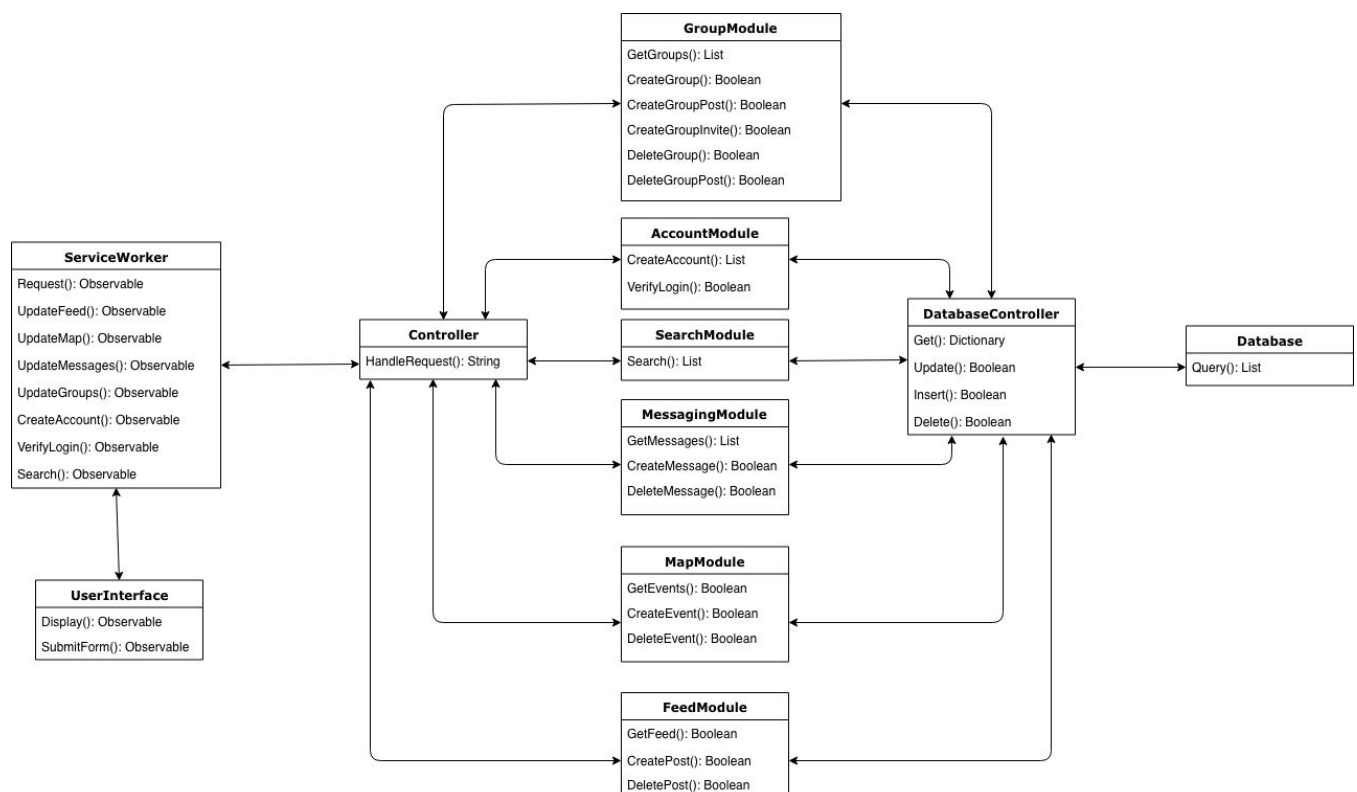 GroupModule
GetGroups(): List
CreateGroup(): Boolean
CreateGroupPost(): Boolean
CreateGroupInvite(): Boolean
DeleteGroup(): Boolean
DeleteGroupPost(): Boolean
AccountModule
CreateAccount(): List
VerifyLogin(): Boolean
ServiceWorker
Request(): Observable
UpdateFeed(): Observable
UpdateMap(): Observable
UpdateMessages(): Observable
UpdateGroups(): Observable
CreateAccount(): Observable
VerifyLogin(): Observable
Search(): Observable
Controller
HandleRequest(): String
SearchModule
Search(): List
DatabaseController
Get(): Dictionary
Update(): Boolean
Insert(): Boolean
Delete(): Boolean
Database
Query(): List
MessagingModule
GetMessages(): List
CreateMessage(): Boolean
DeleteMessage(): Boolean
UserInterface
Display(): Observable
SubmitForm(): Observable
MapModule
GetEvents(): Boolean
CreateEvent(): Boolean
DeleteEvent(): Boolean
FeedModule
GetFeed(): Boolean
CreatePost(): Boolean
DeletePost(): Boolean